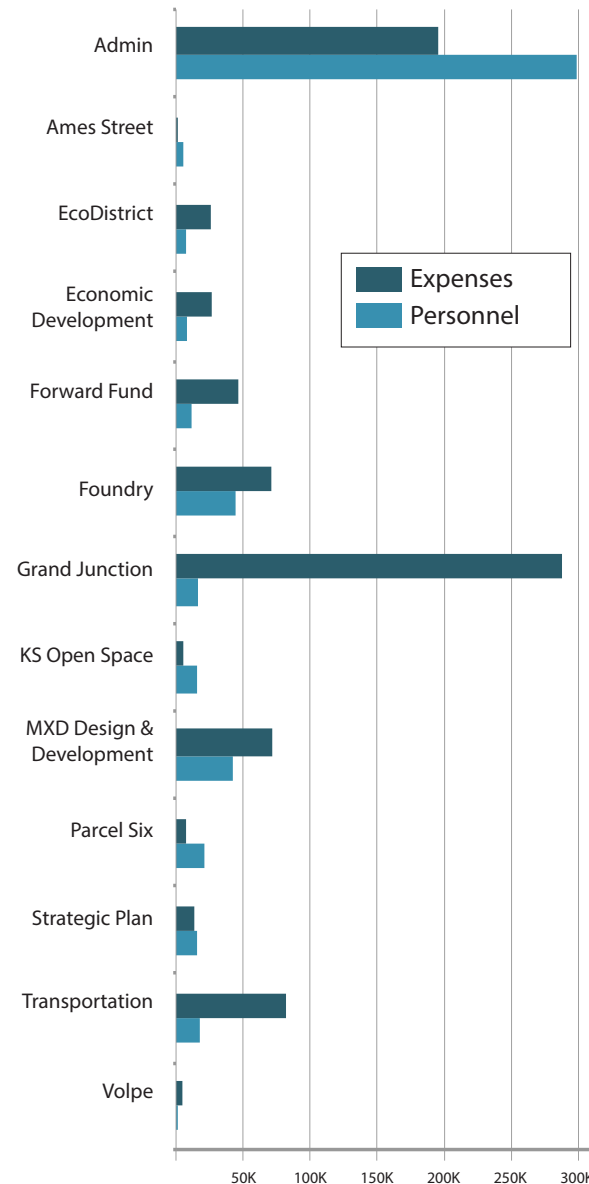 Admin
Ames Street
EcoDistrict
Economic
Development
Expenses
Personnel
Forward Fund
Foundry
Grand Junction
KS Open Space
MXD Design &
Development
Parcel Six
Strategic Plan
Transportation
Volpe
50K 100K 150K 200K 250K 300K